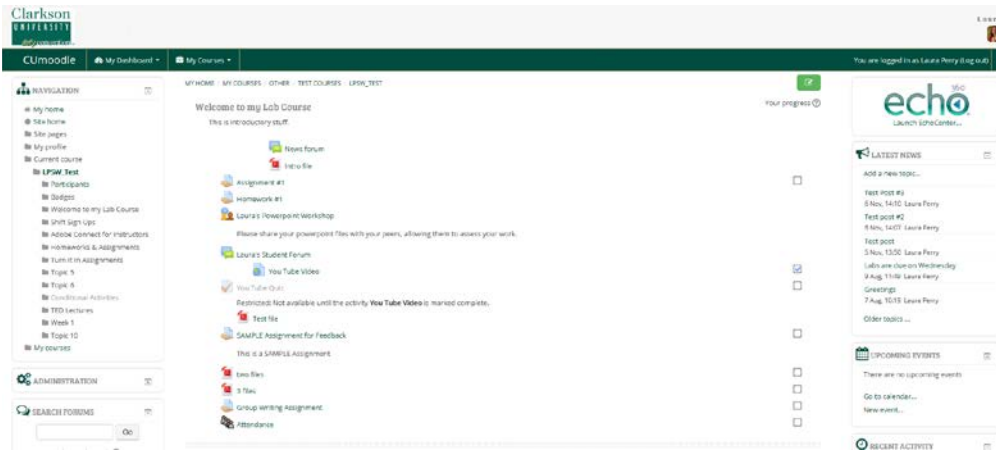 Clarkson
UNIVERSITY
CUmoodle
My Dashboard
My Courses
You are logged in as Laura Perry (Log out)
NAVIGATION
My home
Site home
Site pages
My profile
Current course
LPSW_Test
Participants
Badges
Welcome to my Lab Course
Shift Sign Ups
Adobe Connect for Instructors
Homeworks & Assignments
Turn It In Assignments
Topic 5
Topic 6
Conditional Activities
TED Lectures
Week 1
Topic 10
My courses
ADMINISTRATION
SEARCH FORUMS
Go
MY HOME / MY COURSES / OTHER / TEST COURSES / LPSW_TEST
Your progress
Welcome to my Lab Course
This is introductory stuff.
News forum
Intro file
Assignment #1
Homework #1
Laura's Powerpoint Workshop
Please share your powerpoint files with your peers, allowing them to assess your work.
Laura's Student Forum
You Tube Video
You Tube Quiz
Restricted: Not available until the activity You Tube Video is marked complete.
Test file
SAMPLE Assignment for Feedback
This is a SAMPLE Assignment
two files
3 files
Group Writing Assignment
Attendance
echo
360
Launch EchoCenter...
LATEST NEWS
Add a new topic...
Test Post #3
6 Nov, 14:10 Laura Perry
Test post #2
6 Nov, 14:07 Laura Perry
Test post
5 Nov, 13:50 Laura Perry
Labs are due on Wednesday
9 Aug, 11:49 Laura Perry
Greetings
7 Aug, 10:19 Laura Perry
Older topics ...
UPCOMING EVENTS
There are no upcoming events
Go to calendar...
New event...
RECENT ACTIVITY